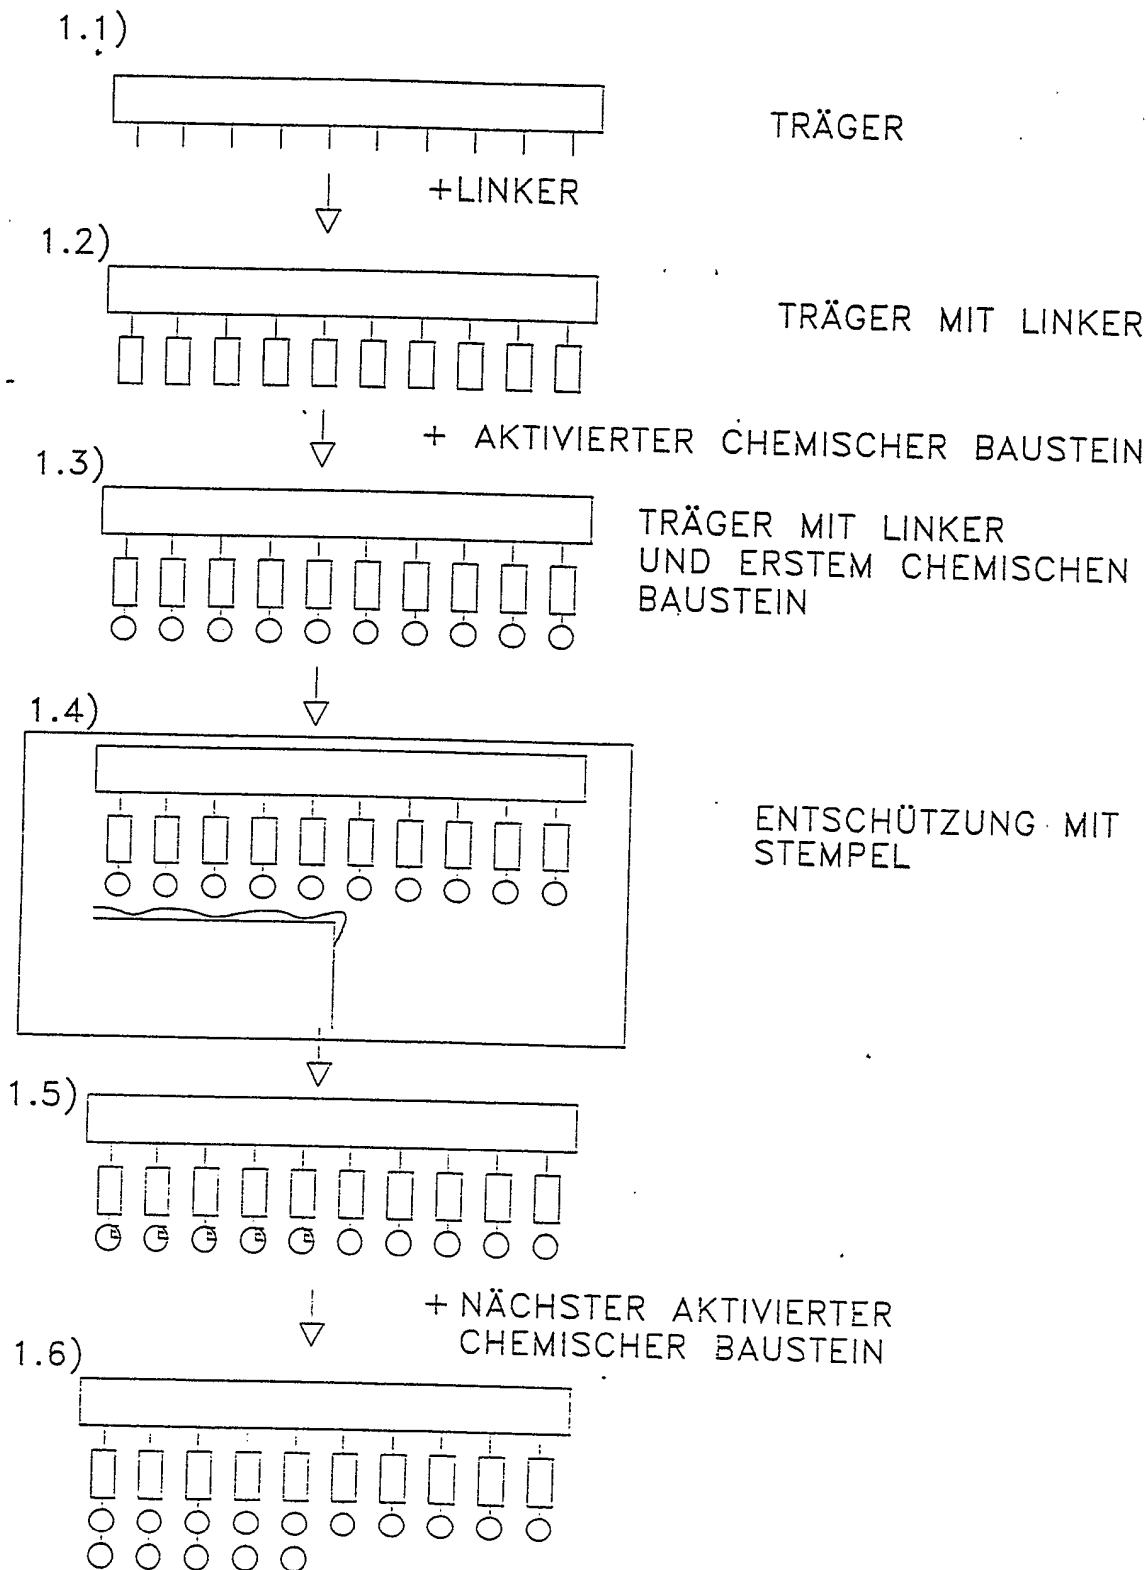 1.1)
TRÄGER
+LINKER
1.2)
TRÄGER MIT LINKER
+ AKTIVIERTER CHEMISCHER BAUSTEIN
1.3)
TRÄGER MIT LINKER
UND ERSTEM CHEMISCHEN
BAUSTEIN
1.4)
ENTSCHÜTZUNG MIT
STEMPEL
1.5)
+ NÄCHSTER AKTIVIERTER
CHEMISCHER BAUSTEIN
1.6)